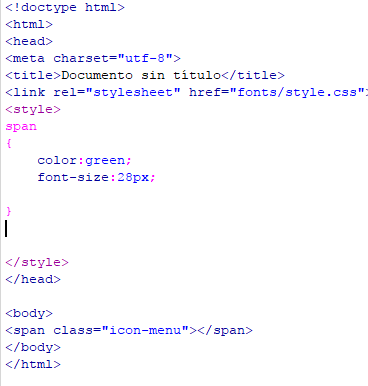 <!doctype html>
<html>
<head>
<meta charset="utf-8">
<title>Documento sin título</title>
<link rel="stylesheet" href="fonts/style.css">
<style>
span
{
    color:green;
    font-size:28px;
}
</style>
</head>
<body>
<span class="icon-menu"></span>
</body>
</html>